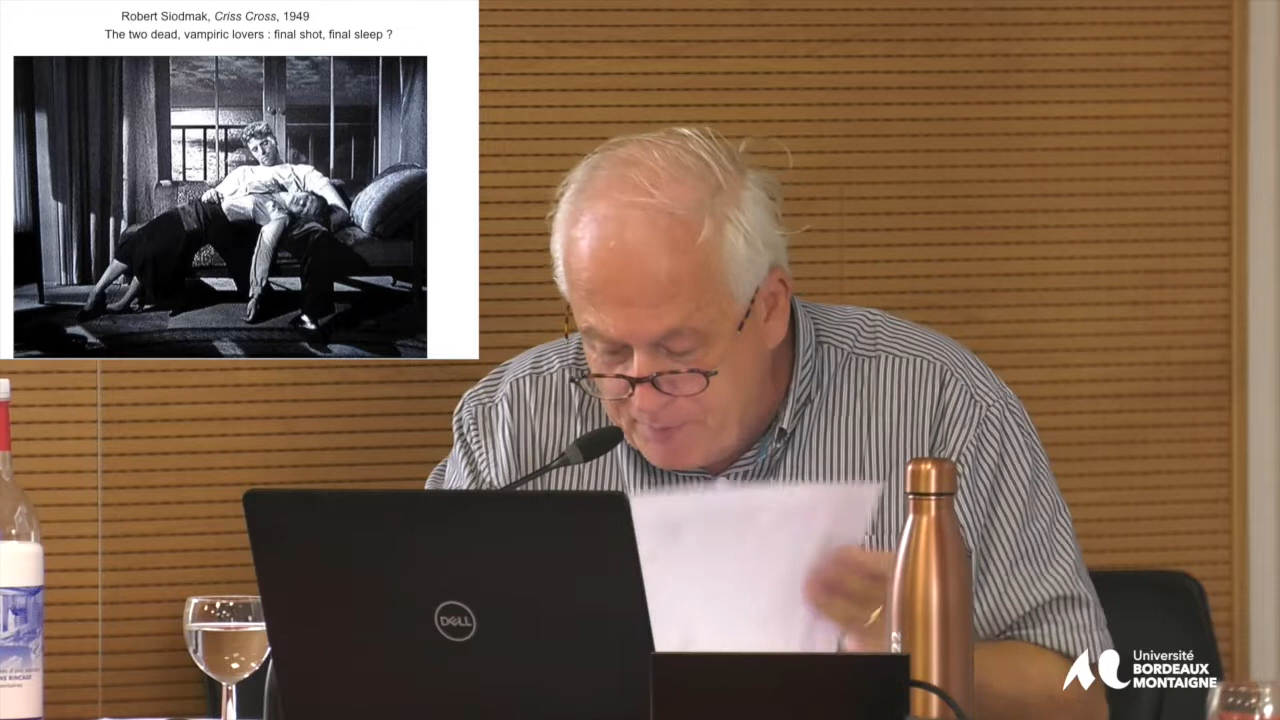 Robert Siodmak, Criss Cross, 1949
The two dead, vampiric lovers : final shot, final sleep ?
DELL
Université
BORDEAUX
MONTAIGNE